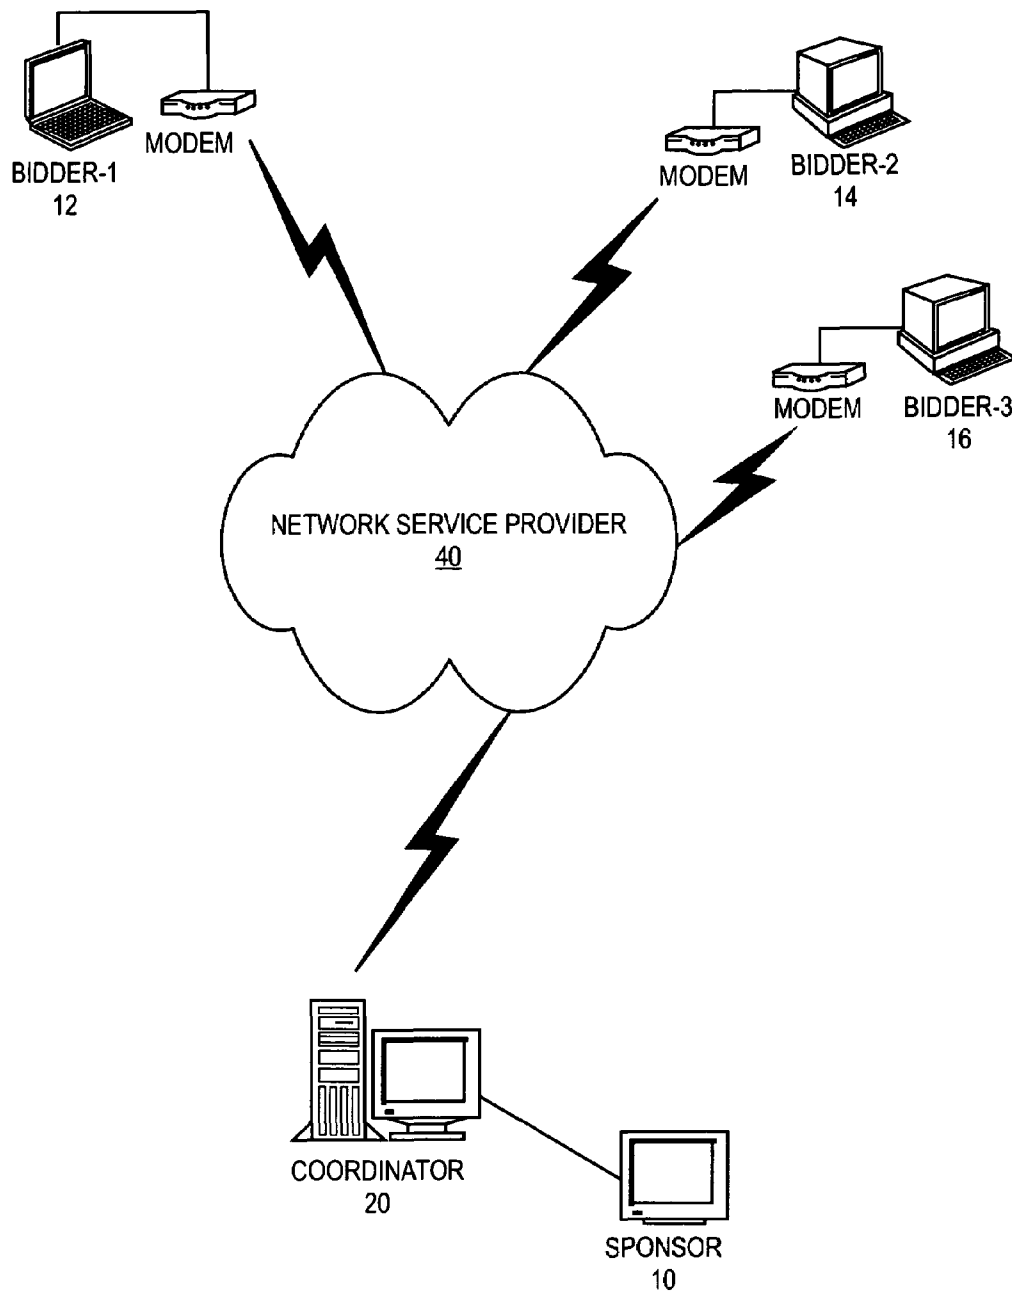 MODEM
BIDDER-1
12
MODEM
BIDDER-2
14
MODEM
BIDDER-3
16
NETWORK SERVICE PROVIDER
40
COORDINATOR
20
SPONSOR
10